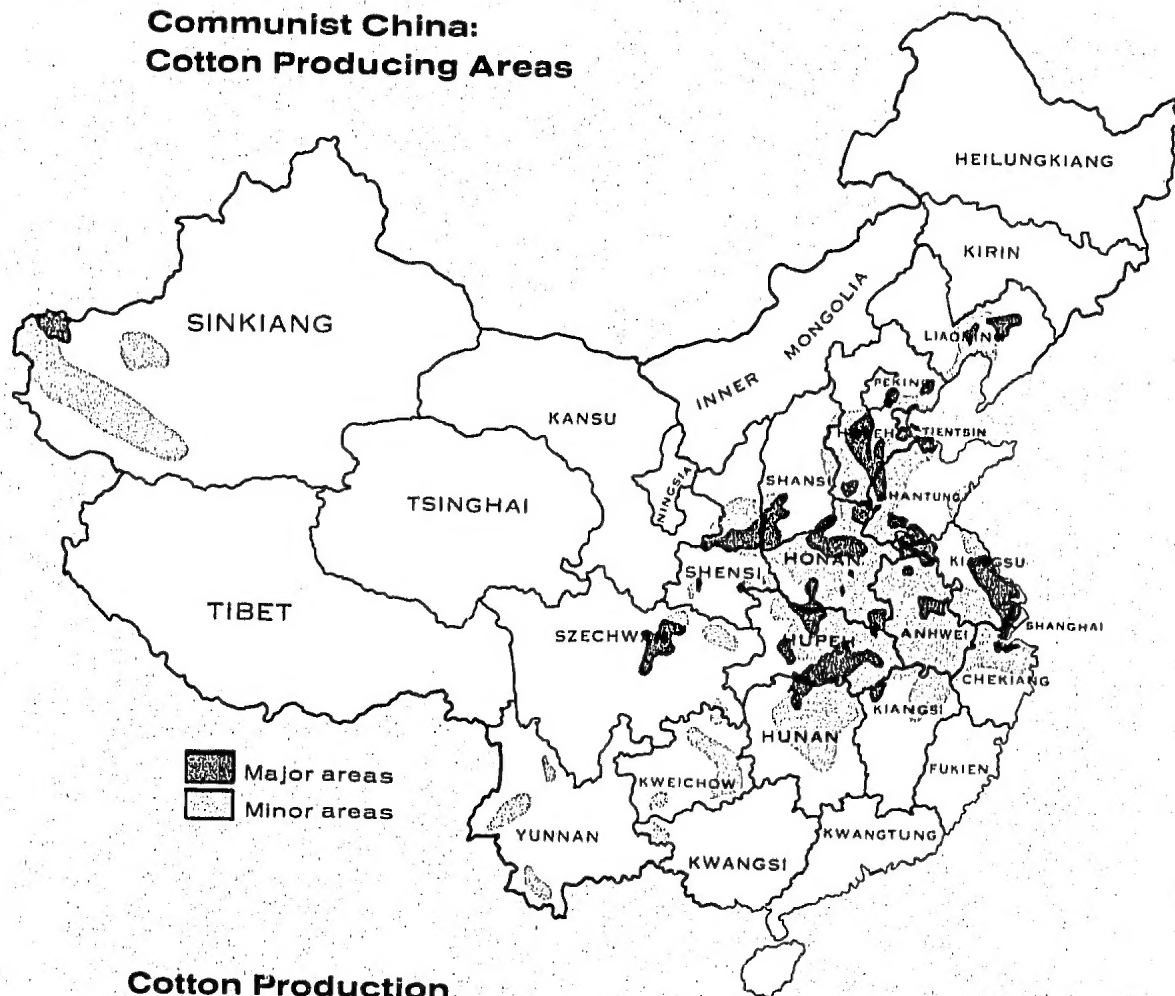 Communist China:
Cotton Producing Areas
HEILUNGKIANG
KIRIN
SINKIANG
INNER MONGOLIA
LIAONING
PEKING
KANSU
TIENTSIN
HOPEH
SHANSI
NINGSIA
TSINGHAI
SHANTUNG
SHENSI
HONAN
KIANGSU
TIBET
SZECHWAN
HUPEH
ANHWEI
SHANGHAI
CHEKIANG
KIANGSI
HUNAN
Major areas
FUKIEN
KWEICHOW
Minor areas
YUNNAN
KWANGTUNG
KWANGSI
Cotton Production